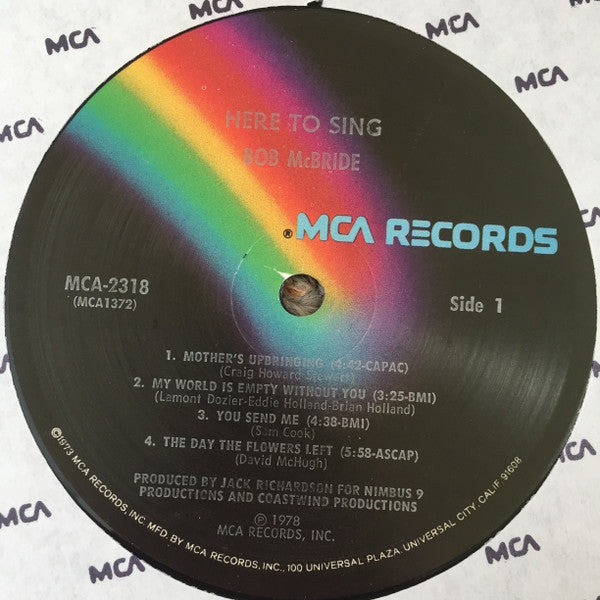 MCA
MCA
MCA
MCA
HERE TO SING
BOB McBRIDE
® MCA RECORDS
MCA-2318
(MCA1372)
Side 1
1. MOTHER'S UPBRINGING (4:42-CAPAC)
(Craig Howard Stewart)
2. MY WORLD IS EMPTY WITHOUT YOU (3:25-BMI)
(Lamont Dozier-Eddie Holland-Brian Holland)
3. YOU SEND ME (4:38-BMI)
(Sam Cook)
4. THE DAY THE FLOWERS LEFT (5:58-ASCAP)
(David McHugh)
PRODUCED BY JACK RICHARDSON FOR NIMBUS 9
PRODUCTIONS AND COASTWIND PRODUCTIONS
℗ 1978
MCA RECORDS, INC.
©1973 MCA RECORDS, INC. MFD. BY MCA RECORDS, INC., 100 UNIVERSAL PLAZA, UNIVERSAL CITY, CALIF. 91608
MCA
MCA
MCA
MCA